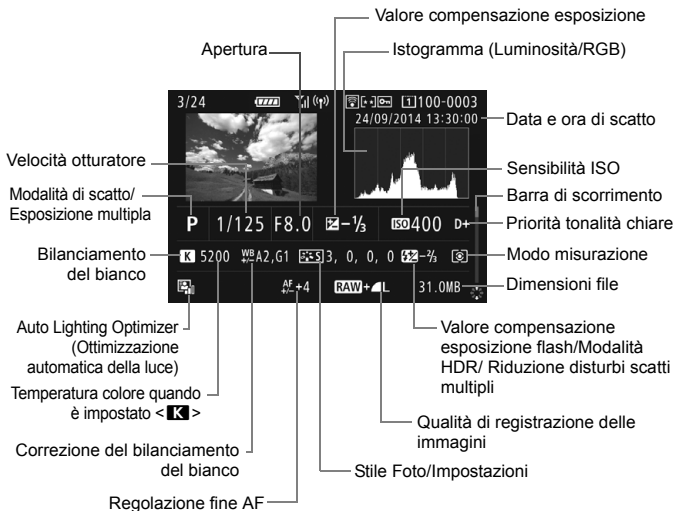 Valore compensazione esposizione
Apertura
Istogramma (Luminosità/RGB)
3/24
1 100-0003
24/09/2014 13:30:00
Data e ora di scatto
Velocità otturatore
Sensibilità ISO
Modalità di scatto/
Esposizione multipla
Barra di scorrimento
P 1/125 F8.0 -1/3 ISO 400 D+
Priorità tonalità chiare
Bilanciamento
del bianco
K 5200 WB+/- A2,G1 S 3, 0, 0, 0 -2/3
Modo misurazione
AF+/- +4 RAW+L 31.0MB
Dimensioni file
Auto Lighting Optimizer
(Ottimizzazione
automatica della luce)
Valore compensazione
esposizione flash/Modalità
HDR/ Riduzione disturbi scatti
multipli
Temperatura colore quando
è impostato <K>
Qualità di registrazione delle
immagini
Correzione del bilanciamento
del bianco
Stile Foto/Impostazioni
Regolazione fine AF